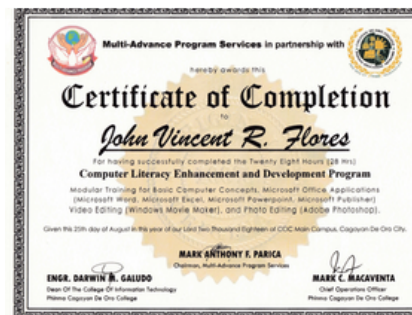 Multi-Advance Program Services in partnership with
hereby awards this
Certificate of Completion
to
John Vincent R. Flores
For having successfully completed the Twenty Eight Hours (28 Hrs)
Computer Literacy Enhancement and Development Program
Modular Training for Basic Computer Concepts, Microsoft Office Applications
(Microsoft Word, Microsoft Excel, Microsoft Powerpoint, Microsoft Publisher)
Video Editing (Windows Movie Maker), and Photo Editing (Adobe Photoshop).
Given this 25th day of August in this year of our Lord Two Thousand Eighteen at COC Main Campus, Cagayan De Oro City.
MARK ANTHONY F. PARICA
Chairman, Multi-Advance Program Services
ENGR. DARWIN M. GALUDO
Dean Of The College Of Information Technology
Phinma Cagayan De Oro College
MARK C. MACAVENTA
Chief Operations Officer
Phinma Cagayan De Oro College